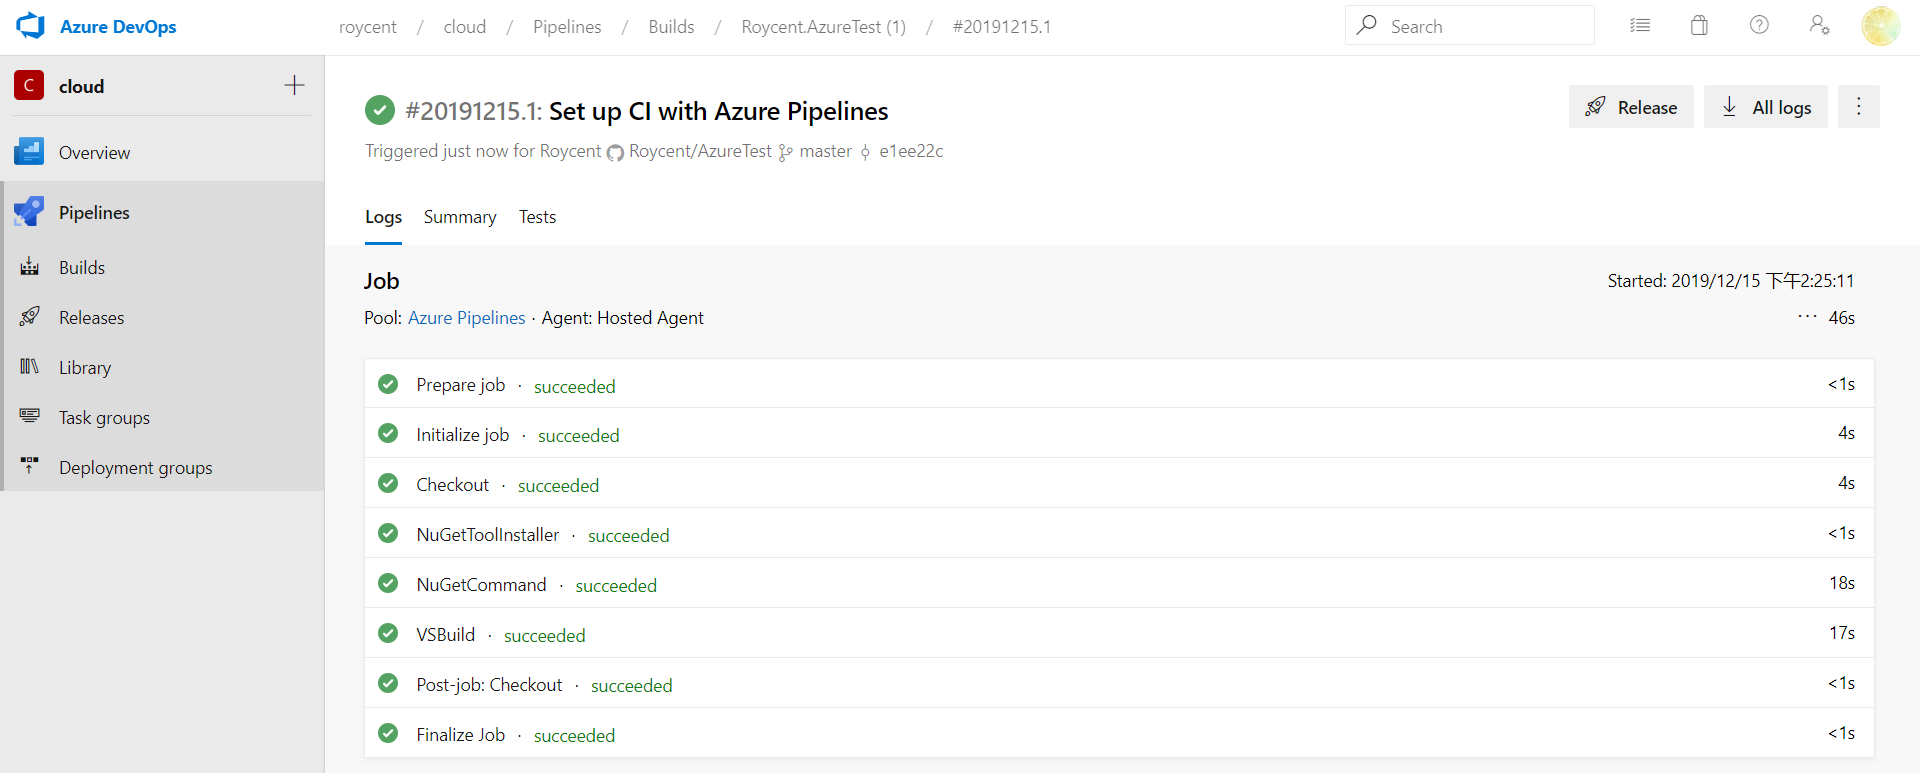 Azure DevOps
roycent / cloud / Pipelines / Builds / Roycent.AzureTest (1) / #20191215.1
Search
C cloud
Overview
Pipelines
Builds
Releases
Library
Task groups
Deployment groups
#20191215.1: Set up CI with Azure Pipelines
Release
All logs
Triggered just now for Roycent Roycent/AzureTest master e1ee22c
Logs Summary Tests
Job
Started: 2019/12/15 下午2:25:11
Pool: Azure Pipelines · Agent: Hosted Agent
··· 46s
Prepare job · succeeded <1s
Initialize job · succeeded 4s
Checkout · succeeded 4s
NuGetToolInstaller · succeeded <1s
NuGetCommand · succeeded 18s
VSBuild · succeeded 17s
Post-job: Checkout · succeeded <1s
Finalize Job · succeeded <1s